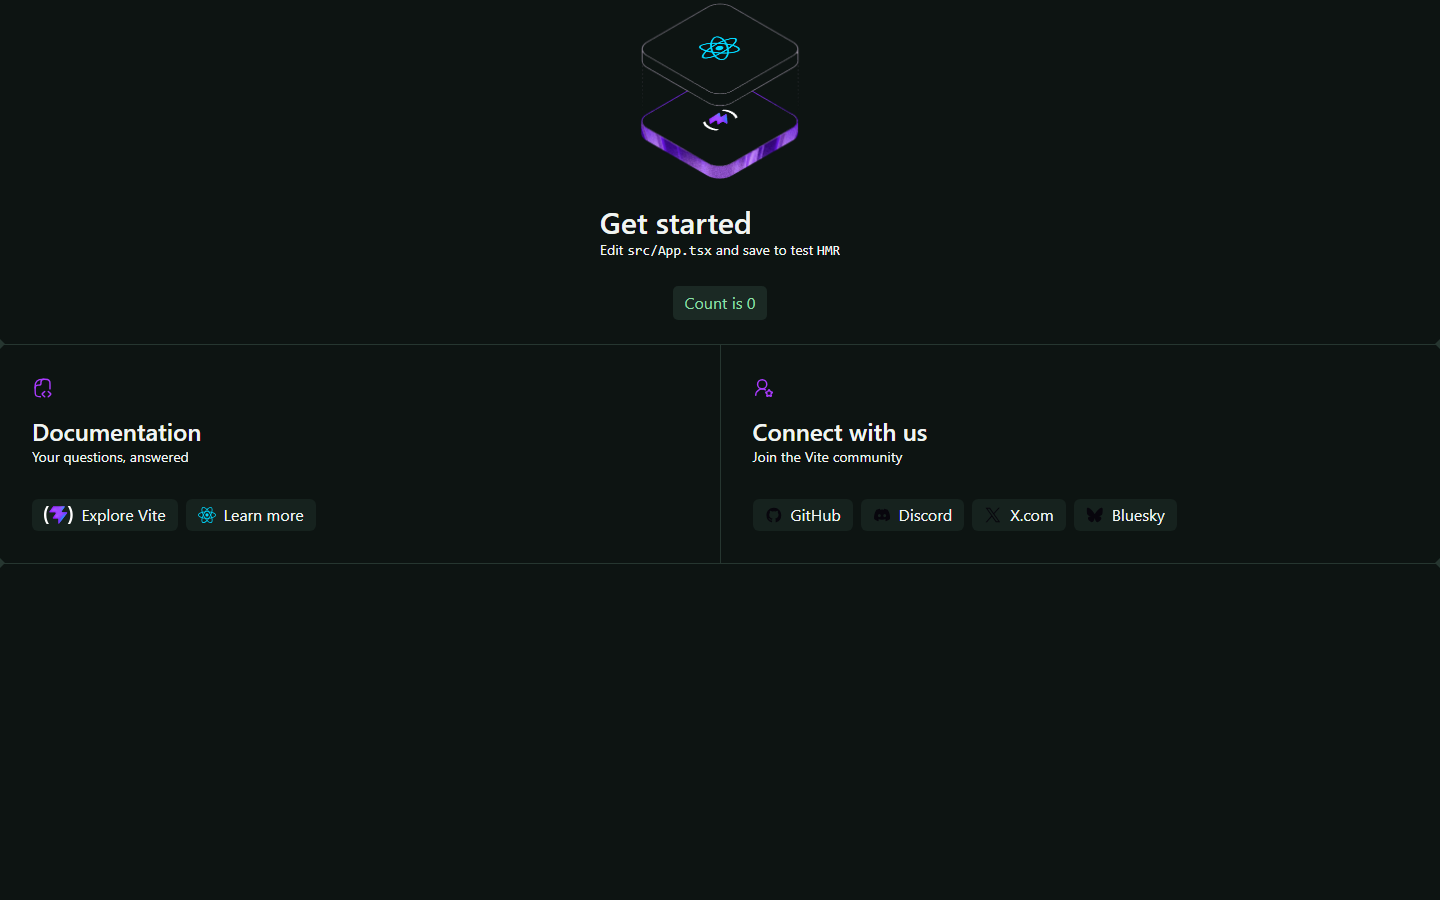 Get started
Edit src/App.tsx and save to test HMR
Count is 0
Documentation
Your questions, answered
Explore Vite
Learn more
Connect with us
Join the Vite community
GitHub
Discord
X.com
Bluesky